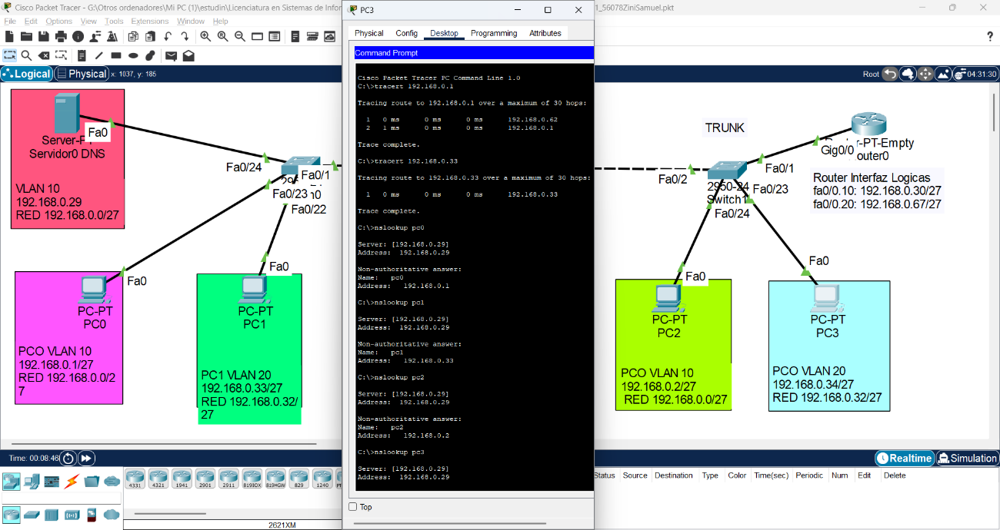 Cisco Packet Tracer - G:\Otros ordenadores\Mi PC (1)\estudin\Licenciatura en Sistemas de Infor
1_56078ZiniSamuel.pkt
File Edit Options View Tools Extensions Window Help
?
Logical
Physical
x: 1037, y: 185
Root
04:31:30
Fa0
Server-PT
Servidor0 DNS
VLAN 10
192.168.0.29
RED 192.168.0.0/27
Fa0/24
Fa0/1
Fa0/23
Fa0/22
Fa0
PC-PT
PC0
PCO VLAN 10
192.168.0.1/27
RED 192.168.0.0/2
7
Fa0
PC-PT
PC1
PC1 VLAN 20
192.168.0.33/27
RED 192.168.0.32/
27
PC3
Physical Config Desktop Programming Attributes
Command Prompt
Cisco Packet Tracer PC Command Line 1.0
C:\>tracert 192.168.0.1
Tracing route to 192.168.0.1 over a maximum of 30 hops:
1 0 ms 0 ms 0 ms 192.168.0.62
2 1 ms 0 ms 0 ms 192.168.0.1
Trace complete.
C:\>tracert 192.168.0.33
Tracing route to 192.168.0.33 over a maximum of 30 hops:
1 0 ms 0 ms 0 ms 192.168.0.33
Trace complete.
C:\>nslookup pc0
Server: [192.168.0.29]
Address: 192.168.0.29
Non-authoritative answer:
Name: pc0
Address: 192.168.0.1
C:\>nslookup pc1
Server: [192.168.0.29]
Address: 192.168.0.29
Non-authoritative answer:
Name: pc1
Address: 192.168.0.33
C:\>nslookup pc2
Server: [192.168.0.29]
Address: 192.168.0.29
Non-authoritative answer:
Name: pc2
Address: 192.168.0.2
C:\>nslookup pc3
Server: [192.168.0.29]
Address: 192.168.0.29
Top
TRUNK
Fa0/2
2950-24
Switch1
Fa0/1
Fa0/23
Fa0/24
Gig0/0
r-PT-Empty
outer0
Router Interfaz Logicas
fa0/0.10: 192.168.0.30/27
fa0/0.20: 192.168.0.67/27
Fa0
PC-PT
PC2
PCO VLAN 10
192.168.0.2/27
RED 192.168.0.0/27
Fa0
PC-PT
PC3
PCO VLAN 20
192.168.0.34/27
RED 192.168.0.32/27
Time: 00:08:46
Realtime
Simulation
4331 4321 1941 2901 2911 819IOX 819HGW 829 1240
2621XM
Status Source Destination Type Color Time(sec) Periodic Num Edit Delete